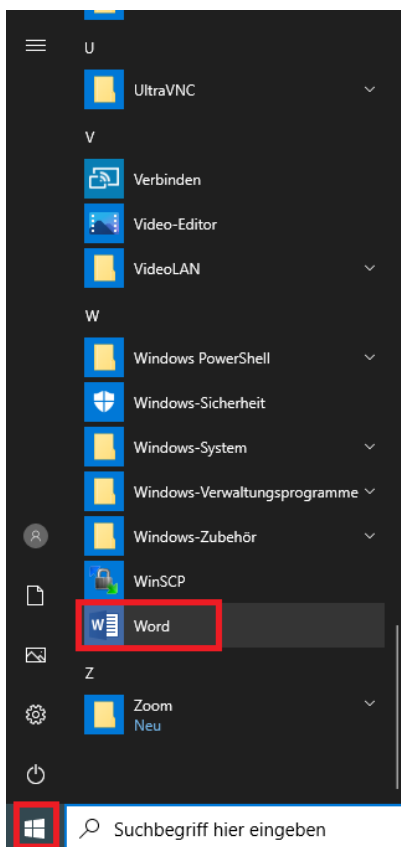 U
UltraVNC
V
Verbinden
Video-Editor
VideoLAN
W
Windows PowerShell
Windows-Sicherheit
Windows-System
Windows-Verwaltungsprogramme
Windows-Zubehör
WinSCP
Word
Z
Zoom
Neu
Suchbegriff hier eingeben